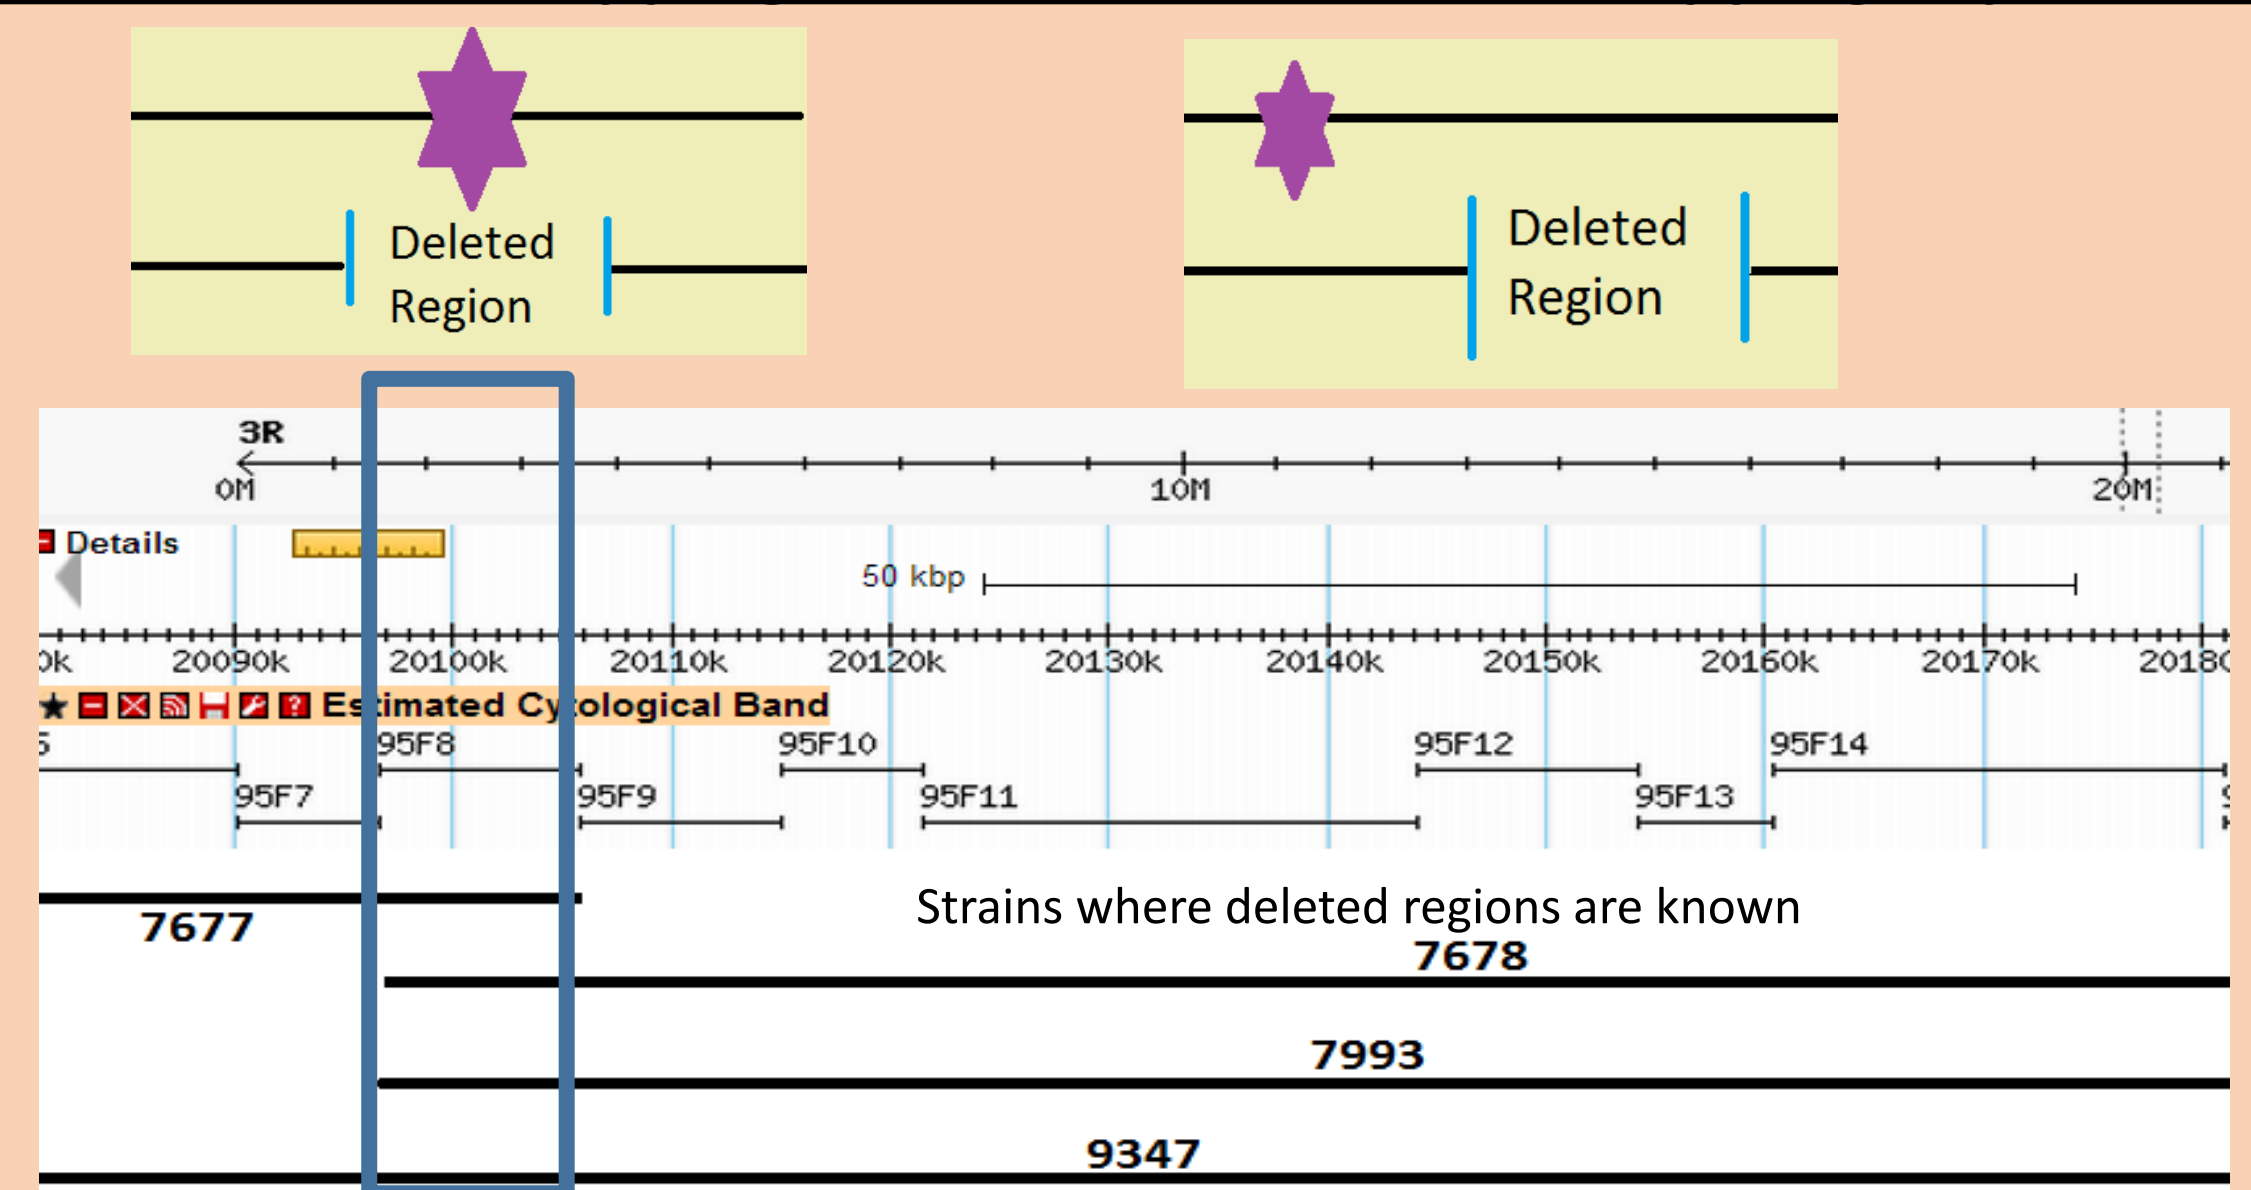 Deleted
Region
Deleted
Region
3R
0M 10M 20M
Details
50 kbp
0k 20090k 20100k 20110k 20120k 20130k 20140k 20150k 20160k 20170k 20180
Estimated Cytological Band
95F8 95F10 95F12 95F14
95F7 95F9 95F11 95F13
Strains where deleted regions are known
7677
7678
7993
9347